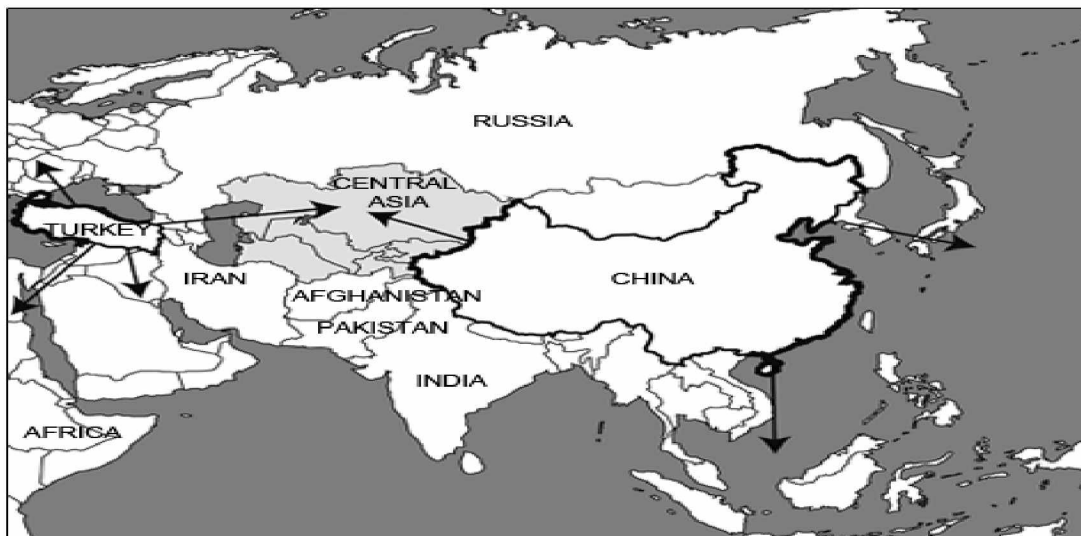 RUSSIA
CENTRAL
ASIA
TURKEY
IRAN
CHINA
AFGHANISTAN
PAKISTAN
INDIA
AFRICA